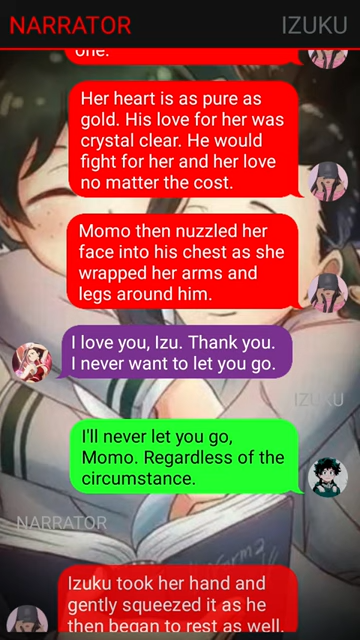 NARRATOR IZUKU
one.
Her heart is as pure as
gold. His love for her was
crystal clear. He would
fight for her and her love
no matter the cost.
Momo then nuzzled her
face into his chest as she
wrapped her arms and
legs around him.
I love you, Izu. Thank you.
I never want to let you go.
IZUKU
I'll never let you go,
Momo. Regardless of the
circumstance.
NARRATOR
Izuku took her hand and
gently squeezed it as he
then began to rest as well.